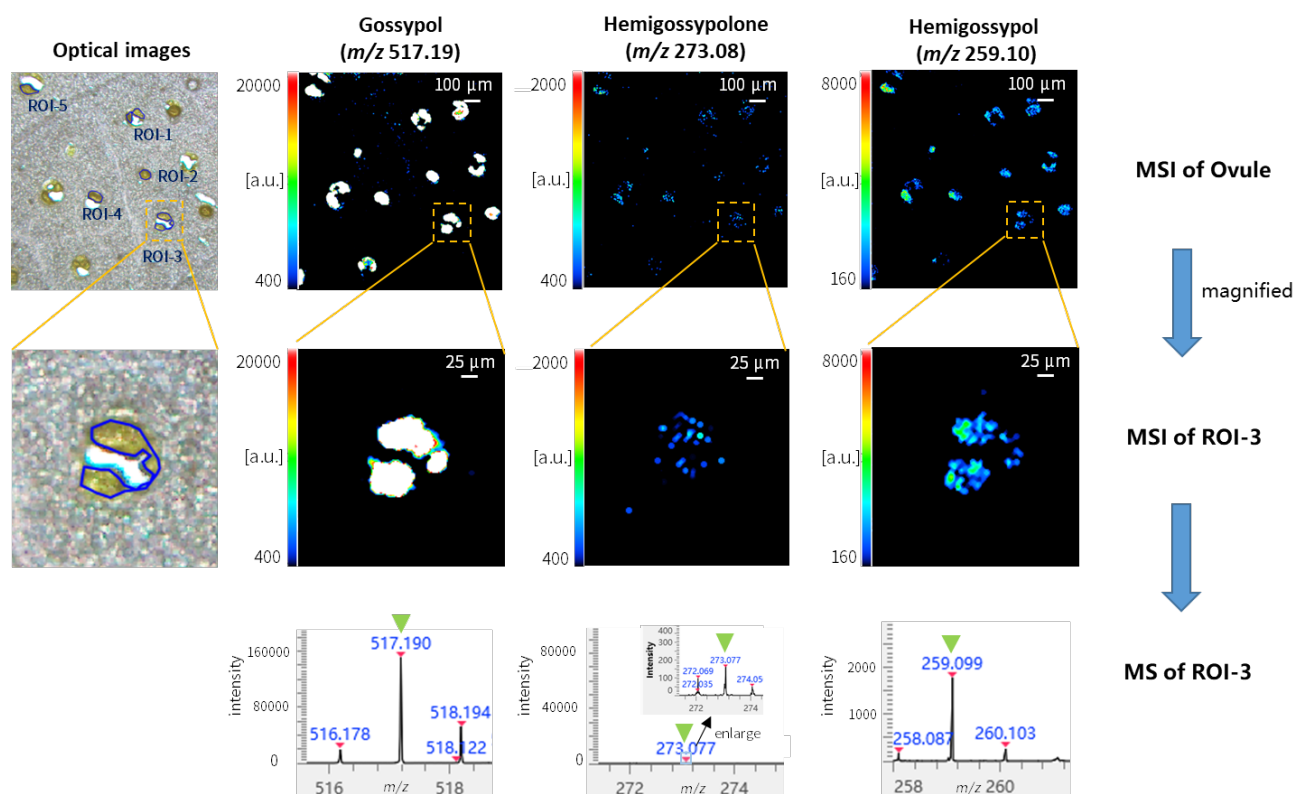 Optical images
Gossypol
(m/z 517.19)
Hemigossypolone
(m/z 273.08)
Hemigossypol
(m/z 259.10)
ROI-5
ROI-1
ROI-2
ROI-4
ROI-3
20000
[a.u.]
400
100 μm
2000
[a.u.]
40
100 μm
8000
[a.u.]
160
100 μm
MSI of Ovule
magnified
20000
[a.u.]
400
25 μm
2000
[a.u.]
40
25 μm
8000
[a.u.]
160
25 μm
MSI of ROI-3
intensity
160000
80000
0
517.190
516.178
518.194
518.122
516
m/z
518
intensity
80000
40000
0
Intensity
400
300
200
100
0
273.077
272.069
272.035
274.05
272
274
enlarge
273.077
272
m/z
274
intensity
2000
1000
259.099
258.087
260.103
258
m/z
260
MS of ROI-3